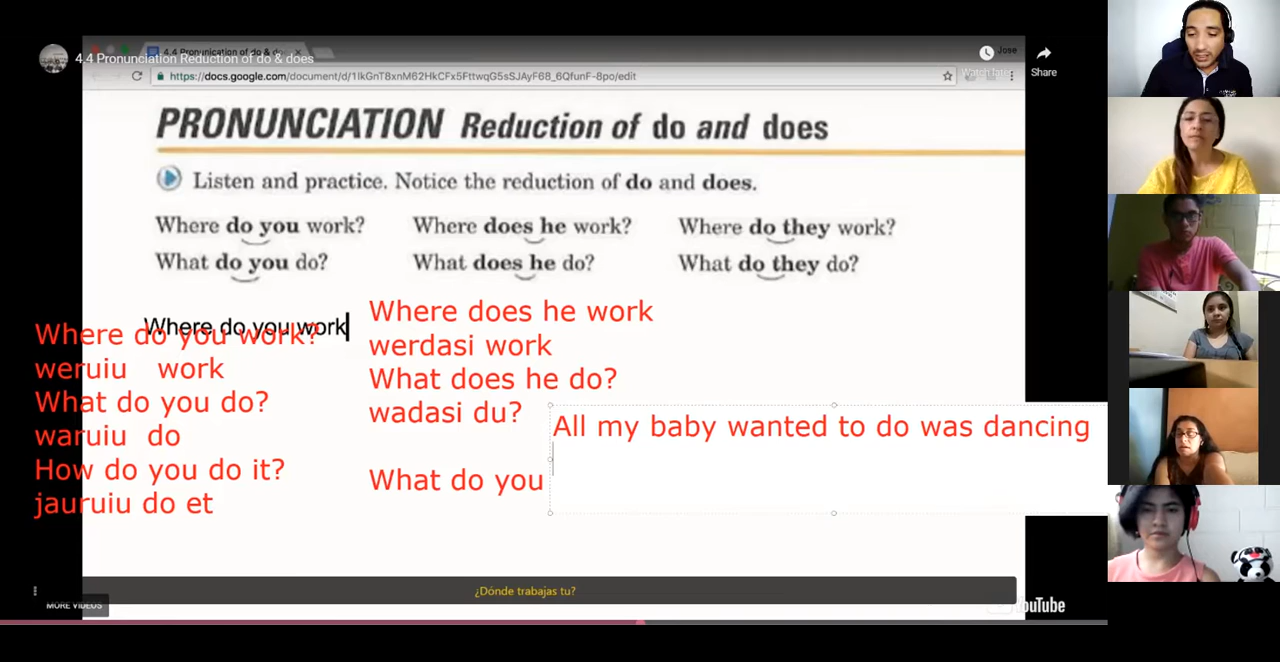 4.4 Pronunciation Reduction of do & does
Jose
https://docs.google.com/document/d/1IkGnT8xnM62HkCFx5FttwqG5sSJAyF68_6QfunF-8po/edit
Share
PRONUNCIATION Reduction of do and does
Listen and practice. Notice the reduction of do and does.
Where do you work? Where does he work? Where do they work?
What do you do? What does he do? What do they do?
Where do you work
Where do you work?
weruiu work
What do you do?
waruiu do
How do you do it?
jauruiu do et
Where does he work
werdasi work
What does he do?
wadasi du?
What do you
All my baby wanted to do was dancing
¿Dónde trabajas tu?
MORE VIDEOS
YouTube